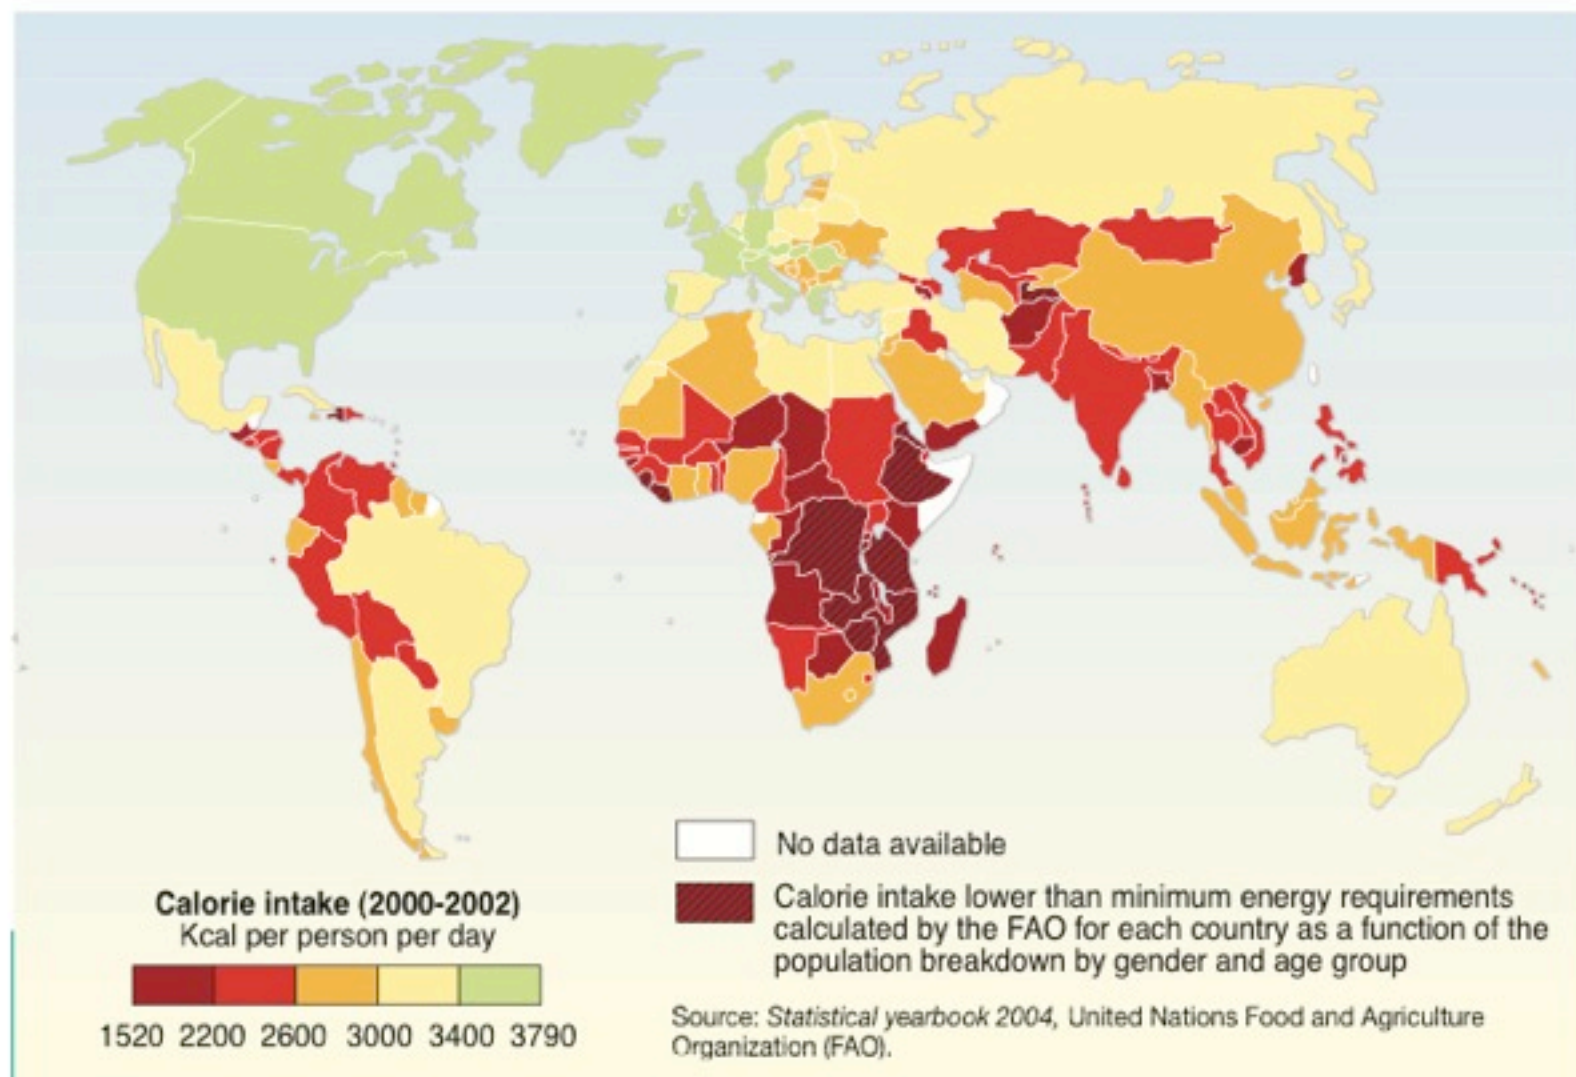 No data available
Calorie intake lower than minimum energy requirements
calculated by the FAO for each country as a function of the
population breakdown by gender and age group
Calorie intake (2000-2002)
Kcal per person per day
1520 2200 2600 3000 3400 3790
Source: Statistical yearbook 2004, United Nations Food and Agriculture
Organization (FAO).